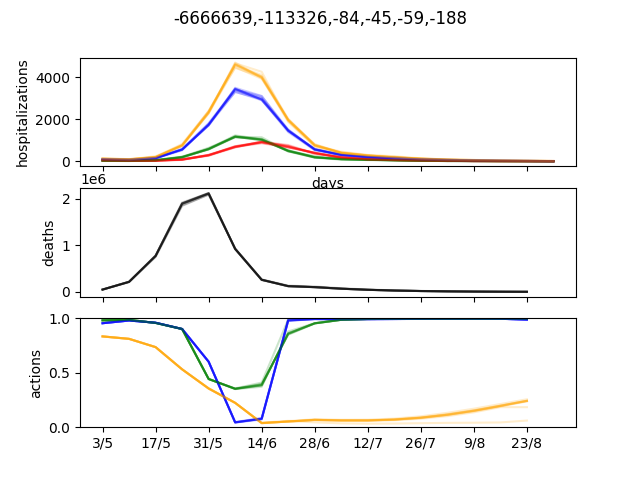 -6666639,-113326,-84,-45,-59,-188
hospitalizations
4000
2000
0
days
1e6
deaths
2
1
0
actions
1.0
0.5
0.0
3/5 17/5 31/5 14/6 28/6 12/7 26/7 9/8 23/8